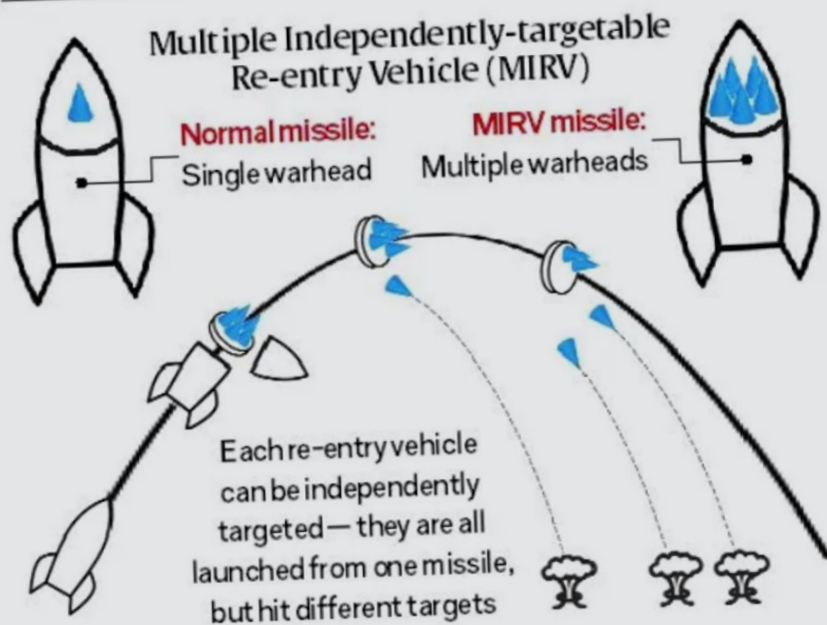 Multiple Independently-targetable
Re-entry Vehicle (MIRV)
Normal missile:
Single warhead
MIRV missile:
Multiple warheads
Each re-entry vehicle
can be independently
targeted— they are all
launched from one missile,
but hit different targets